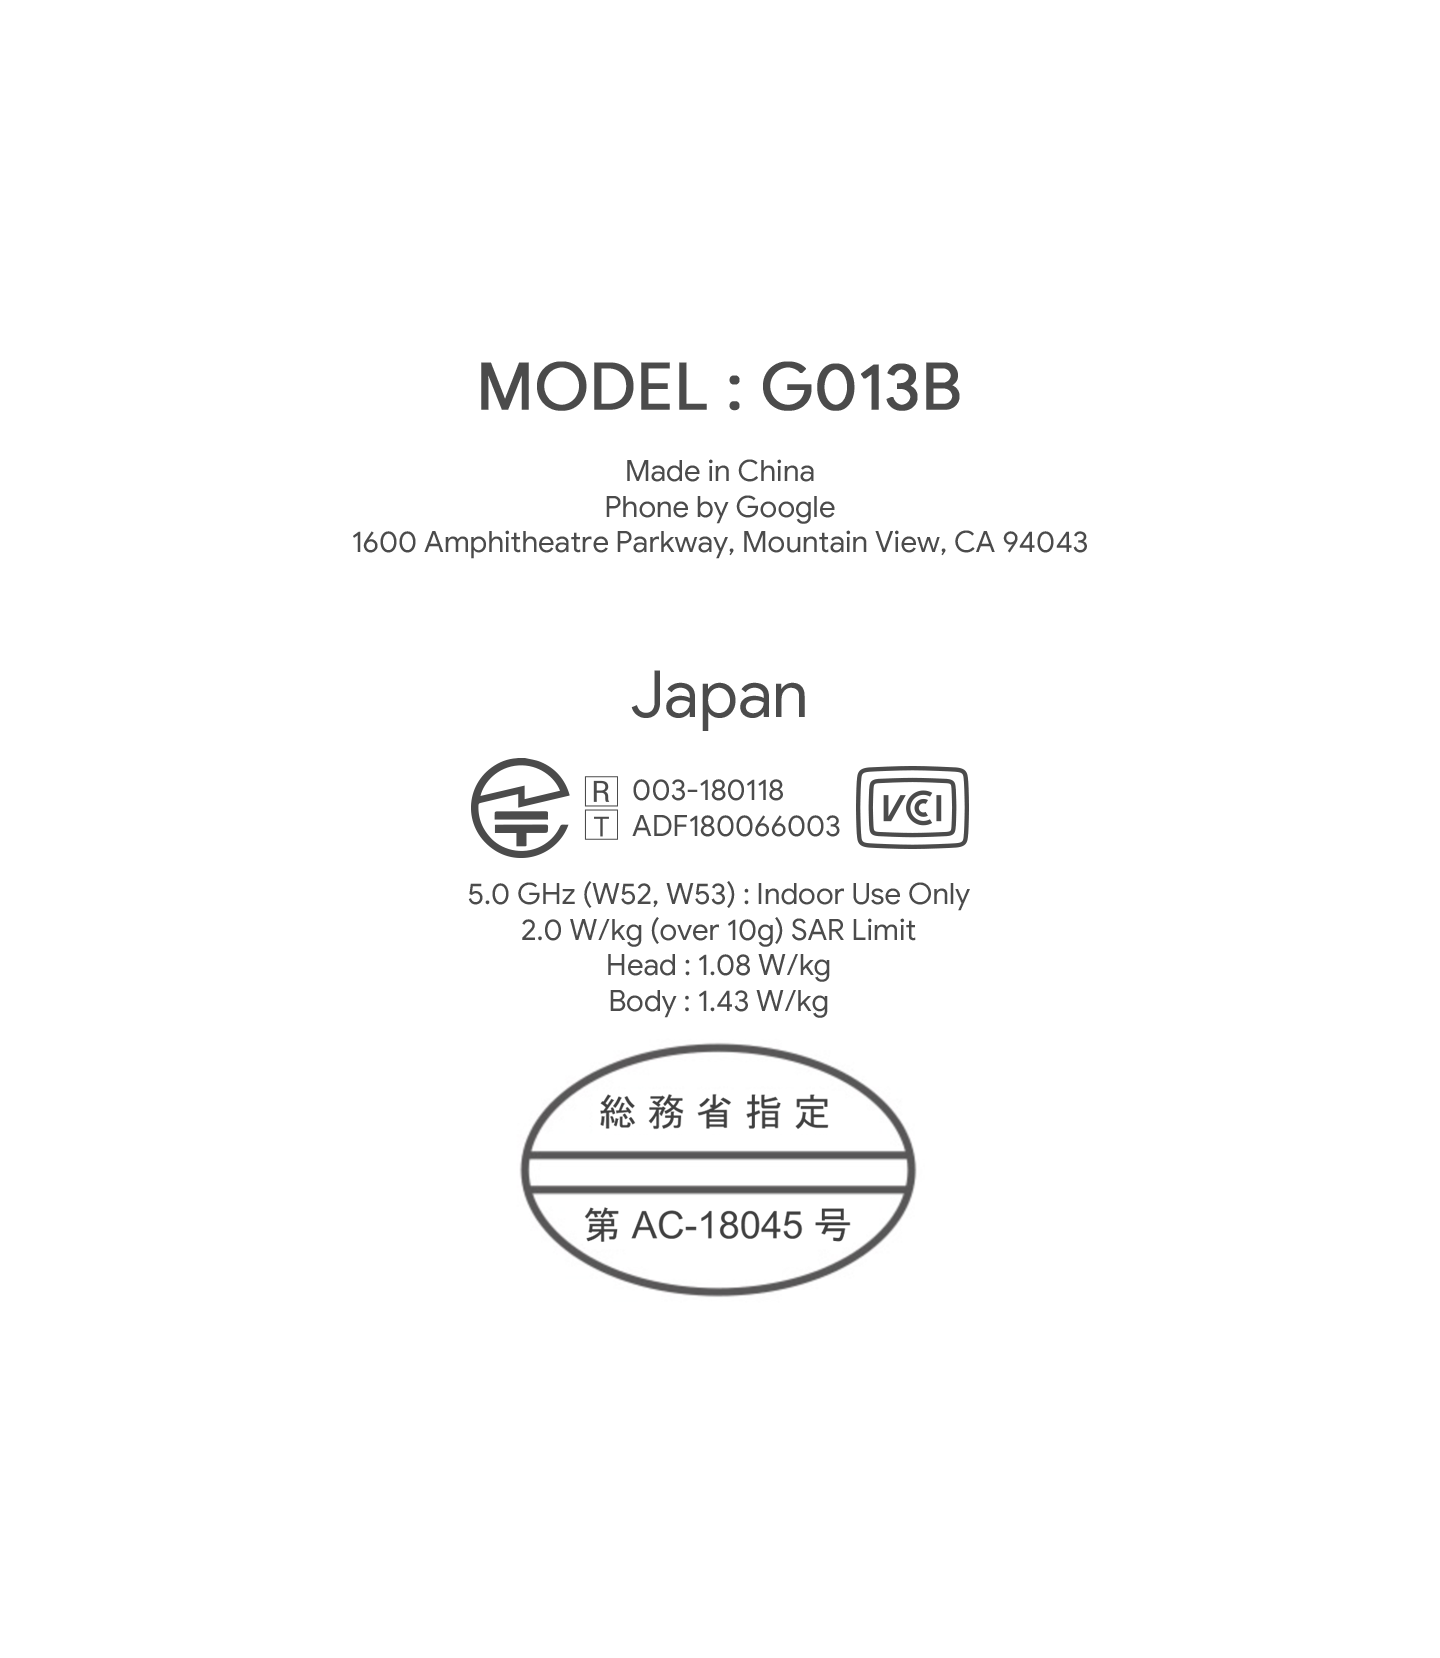 MODEL : G013B
Made in China
Phone by Google
1600 Amphitheatre Parkway, Mountain View, CA 94043
Japan
R 003-180118
T ADF180066003
VCCI
5.0 GHz (W52, W53) : Indoor Use Only
2.0 W/kg (over 10g) SAR Limit
Head : 1.08 W/kg
Body : 1.43 W/kg
総務省指定
第 AC-18045 号